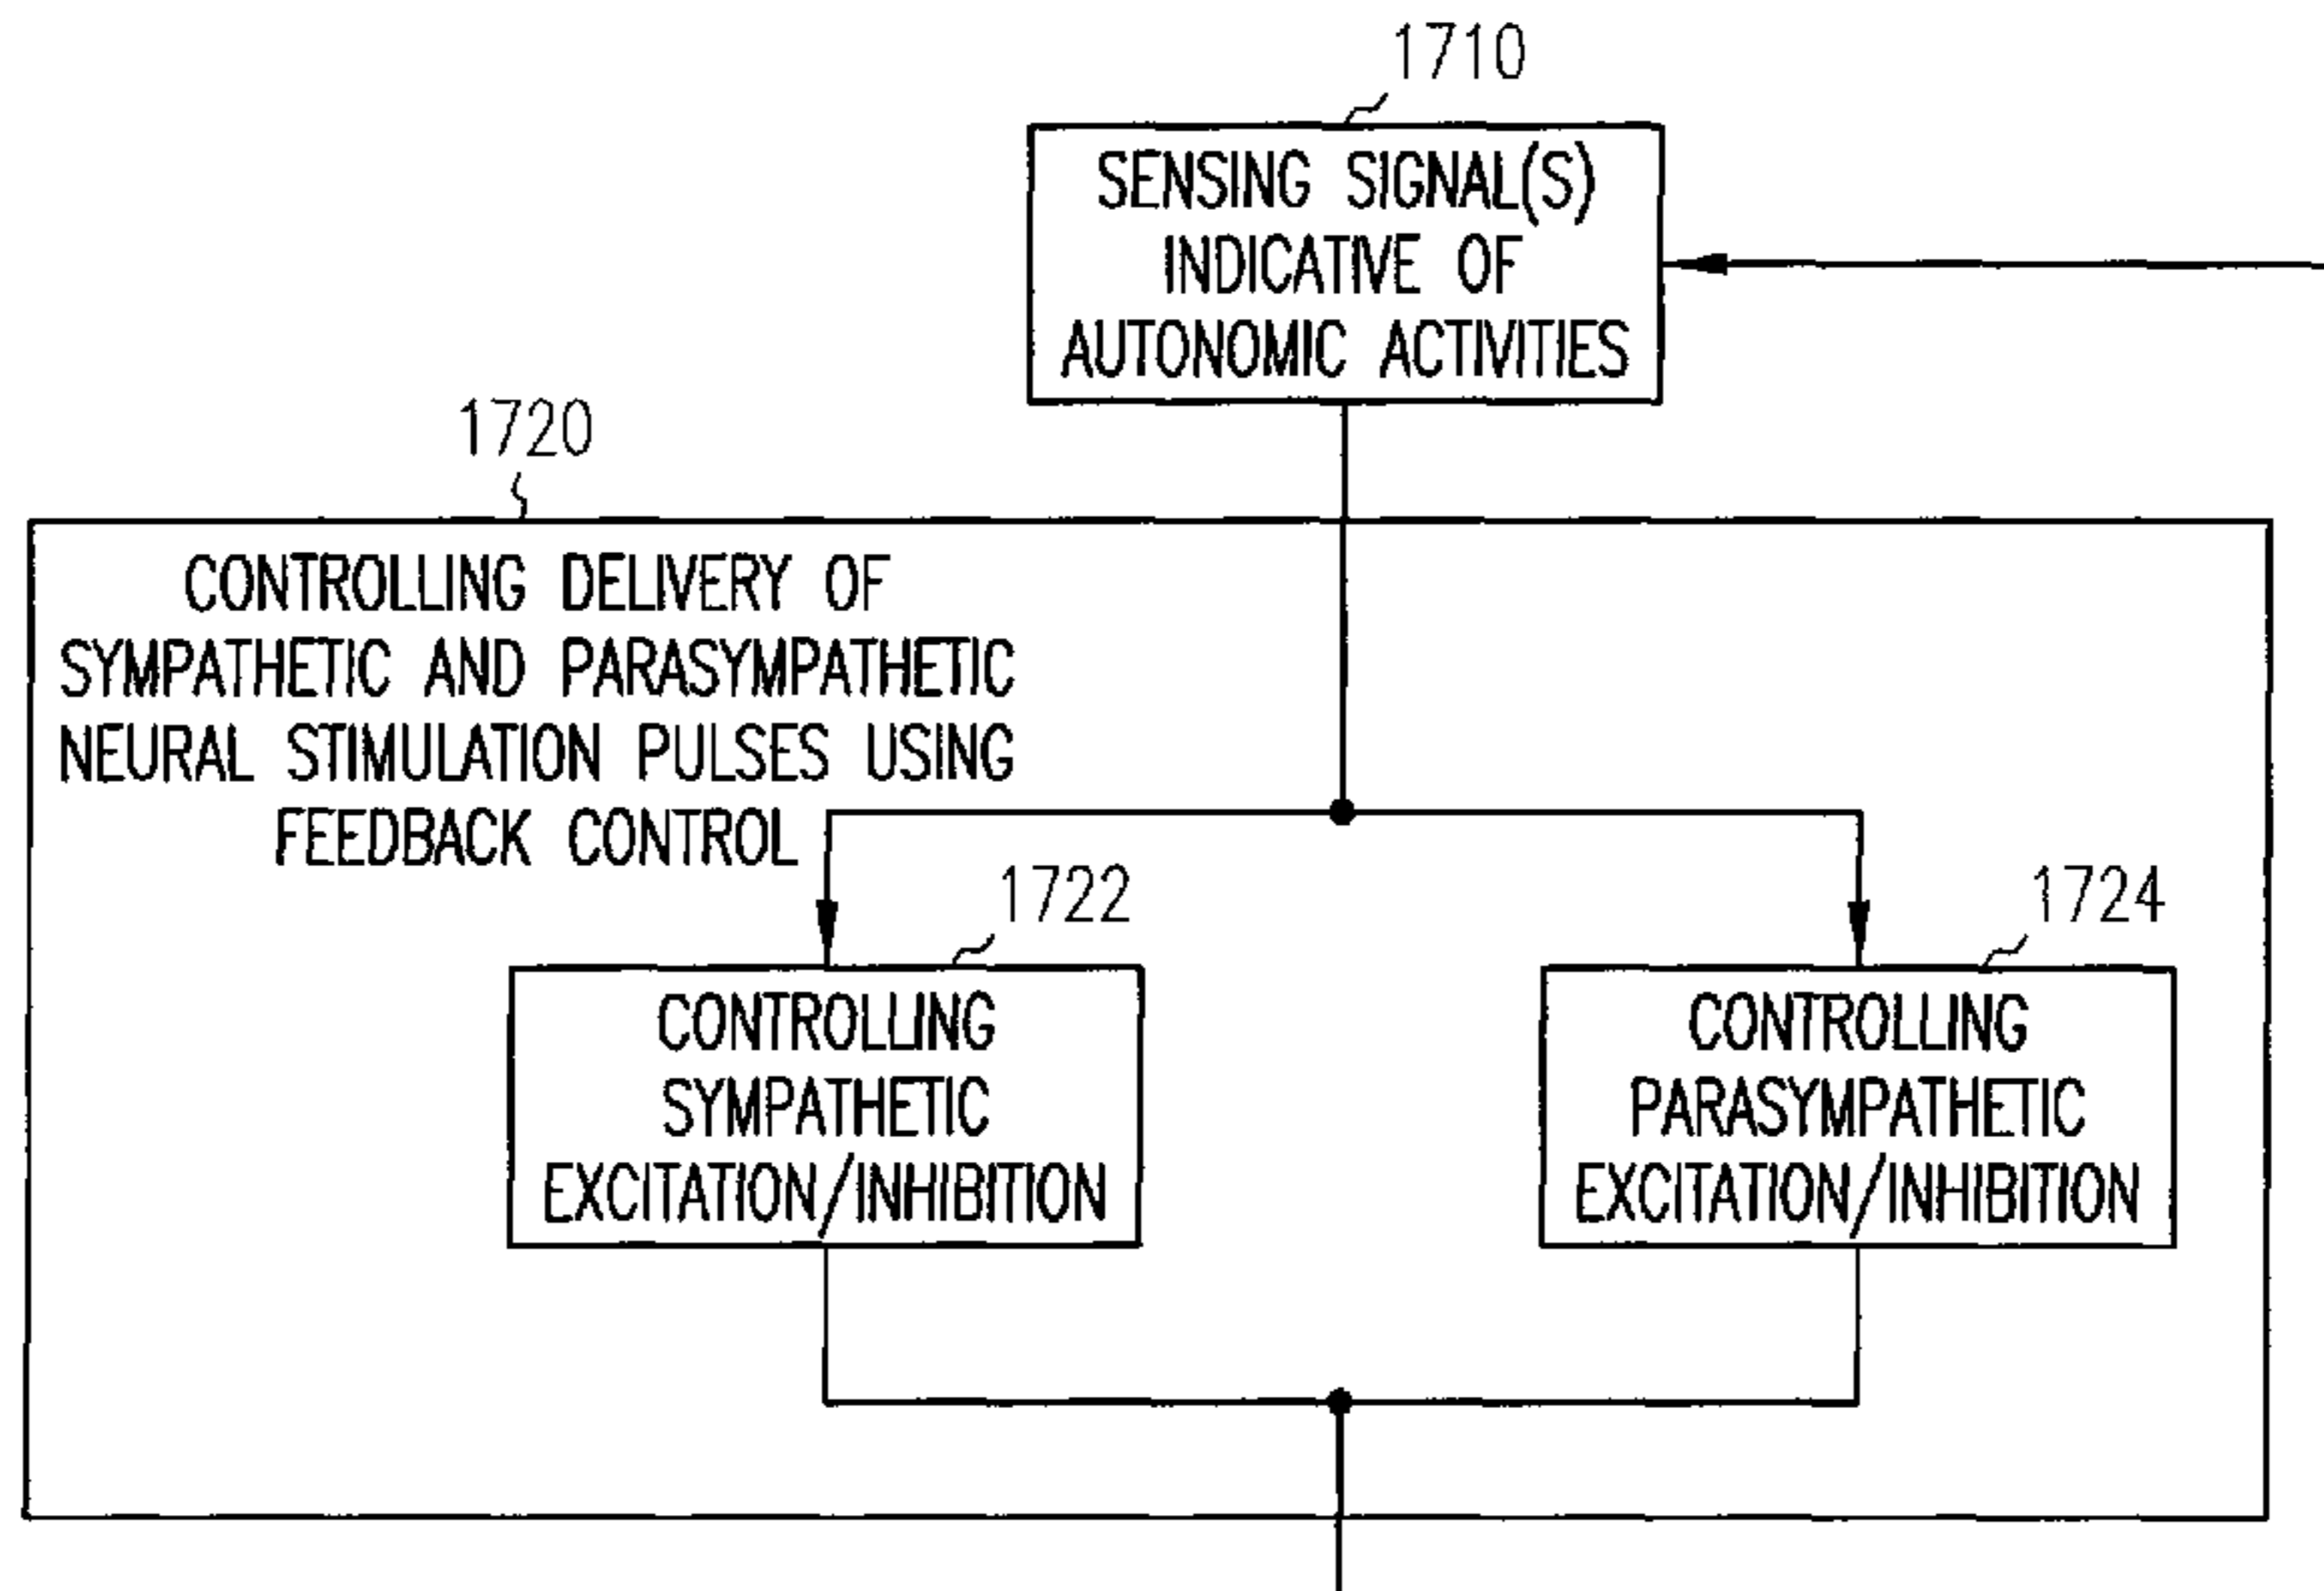 1710
SENSING SIGNAL(S)
INDICATIVE OF
AUTONOMIC ACTIVITIES
1720
CONTROLLING DELIVERY OF
SYMPATHETIC AND PARASYMPATHETIC
NEURAL STIMULATION PULSES USING
FEEDBACK CONTROL
1722
CONTROLLING
SYMPATHETIC
EXCITATION/INHIBITION
1724
CONTROLLING
PARASYMPATHETIC
EXCITATION/INHIBITION